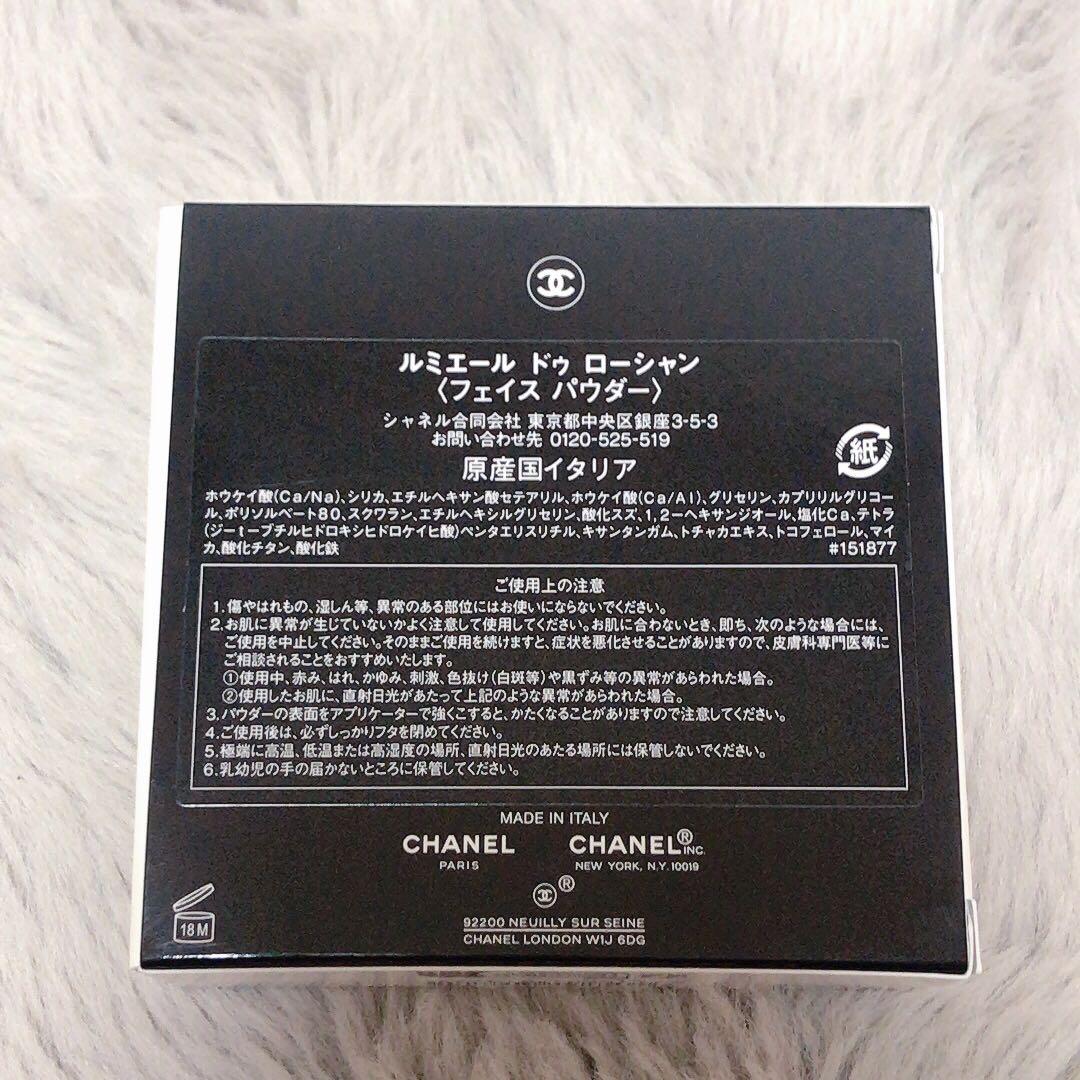 ルミエール ドゥ ローシャン
〈フェイス パウダー〉
シャネル合同会社 東京都中央区銀座3-5-3
お問い合わせ先 0120-525-519
原産国イタリア
紙
ホウケイ酸(Ca/Na)、シリカ、エチルヘキサン酸セテアリル、ホウケイ酸(Ca/Al)、グリセリン、カプリリルグリコー
ル、ポリソルベート80、スクワラン、エチルヘキシルグリセリン、酸化スズ、1,2ーヘキサンジオール、塩化Ca、テトラ
(ジーtーブチルヒドロキシヒドロケイヒ酸)ペンタエリスリチル、キサンタンガム、トチャカエキス、トコフェロール、マイ
カ、酸化チタン、酸化鉄 #151877
ご使用上の注意
1.傷やはれもの、湿しん等、異常のある部位にはお使いにならないでください。
2.お肌に異常が生じていないかよく注意して使用してください。お肌に合わないとき、即ち、次のような場合には、
ご使用を中止してください。そのままご使用を続けますと、症状を悪化させることがありますので、皮膚科専門医等に
ご相談されることをおすすめいたします。
①使用中、赤み、はれ、かゆみ、刺激、色抜け(白斑等)や黒ずみ等の異常があらわれた場合。
②使用したお肌に、直射日光があたって上記のような異常があらわれた場合。
3.パウダーの表面をアプリケーターで強くこすると、かたくなることがありますので注意してください。
4.ご使用後は、必ずしっかりフタを閉めてください。
5.極端に高温、低温または高湿度の場所、直射日光のあたる場所には保管しないでください。
6.乳幼児の手の届かないところに保管してください。
MADE IN ITALY
CHANEL CHANEL® INC.
PARIS NEW YORK, N.Y. 10019
®
18M
92200 NEUILLY SUR SEINE
CHANEL LONDON W1J 6DG